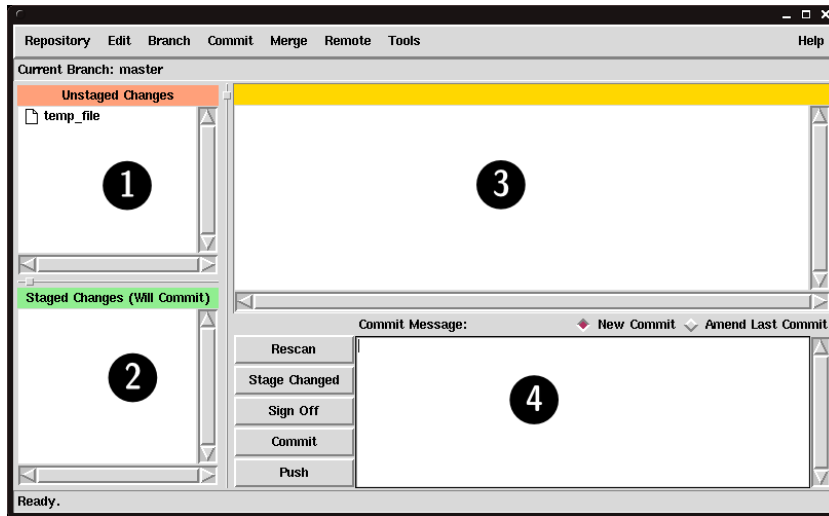 Repository Edit Branch Commit Merge Remote Tools Help
Current Branch: master
Unstaged Changes
temp_file
1
3
Staged Changes (Will Commit)
2
Commit Message: New Commit Amend Last Commit
Rescan
Stage Changed
Sign Off
Commit
Push
4
Ready.